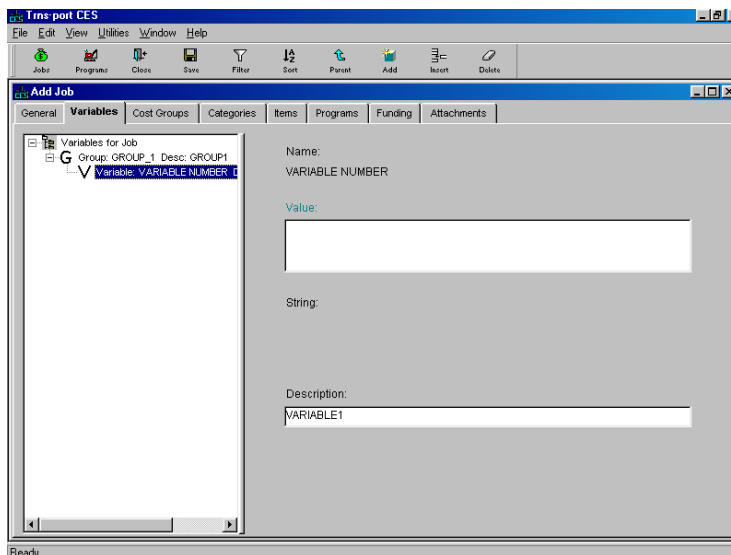 Trns·port CES
File Edit View Utilities Window Help
Jobs Programs Close Save Filter Sort Parent Add Insert Delete
Add Job
General Variables Cost Groups Categories Items Programs Funding Attachments
Variables for Job
G Group: GROUP_1 Desc: GROUP1
V Variable: VARIABLE NUMBER D
Name:
VARIABLE NUMBER
Value:
String:
Description:
VARIABLE1
Ready